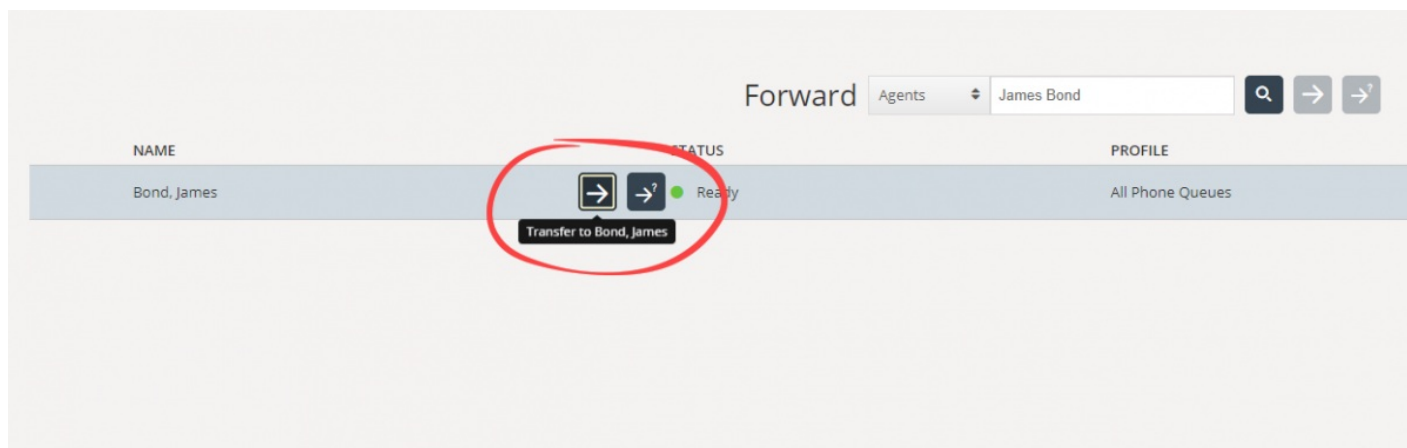 Forward Agents James Bond
NAME STATUS PROFILE
Bond, James Ready All Phone Queues
Transfer to Bond, James